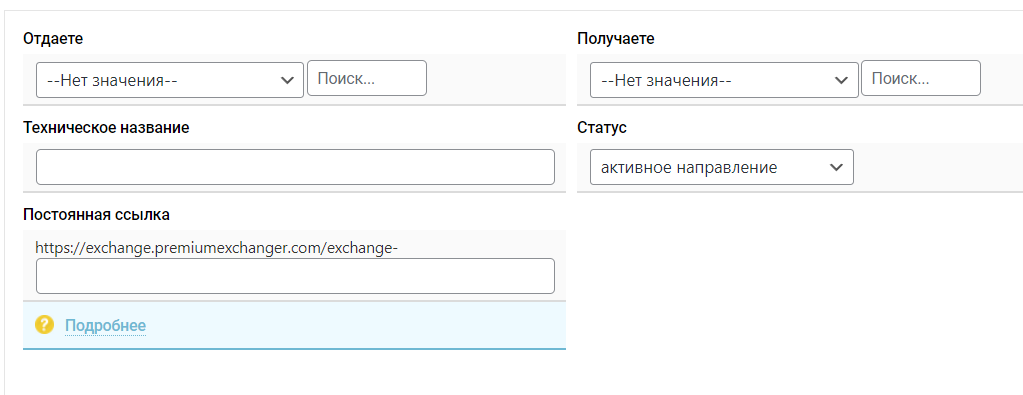 Отдаете
Получаете
--Нет значения--
Поиск...
--Нет значения--
Поиск...
Техническое название
Статус
активное направление
Постоянная ссылка
https://exchange.premiumexchanger.com/exchange-
?
Подробнее